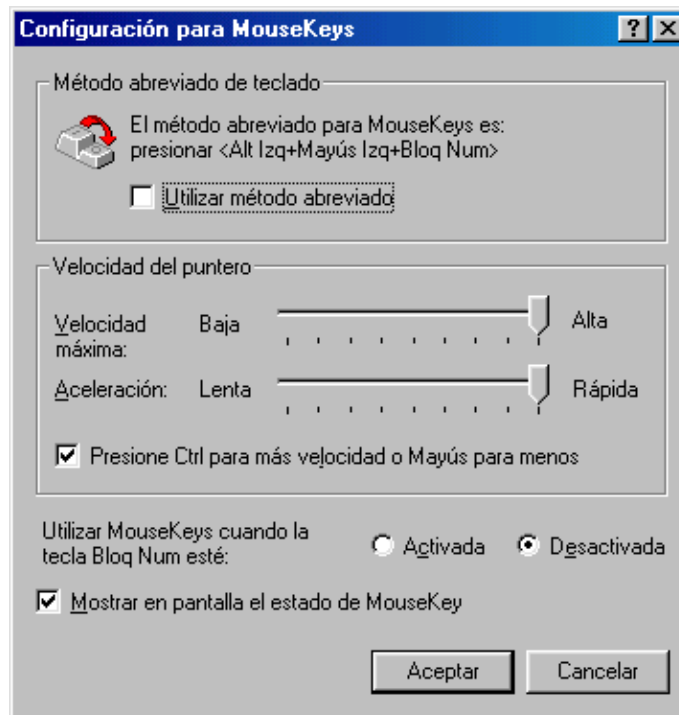 Configuración para MouseKeys
Método abreviado de teclado
El método abreviado para MouseKeys es:
presionar <Alt Izq+Mayús Izq+Bloq Num>
Utilizar método abreviado
Velocidad del puntero
Velocidad máxima: Baja Alta
Aceleración: Lenta Rápida
Presione Ctrl para más velocidad o Mayús para menos
Utilizar MouseKeys cuando la
tecla Bloq Num esté: Activada Desactivada
Mostrar en pantalla el estado de MouseKey
Aceptar Cancelar